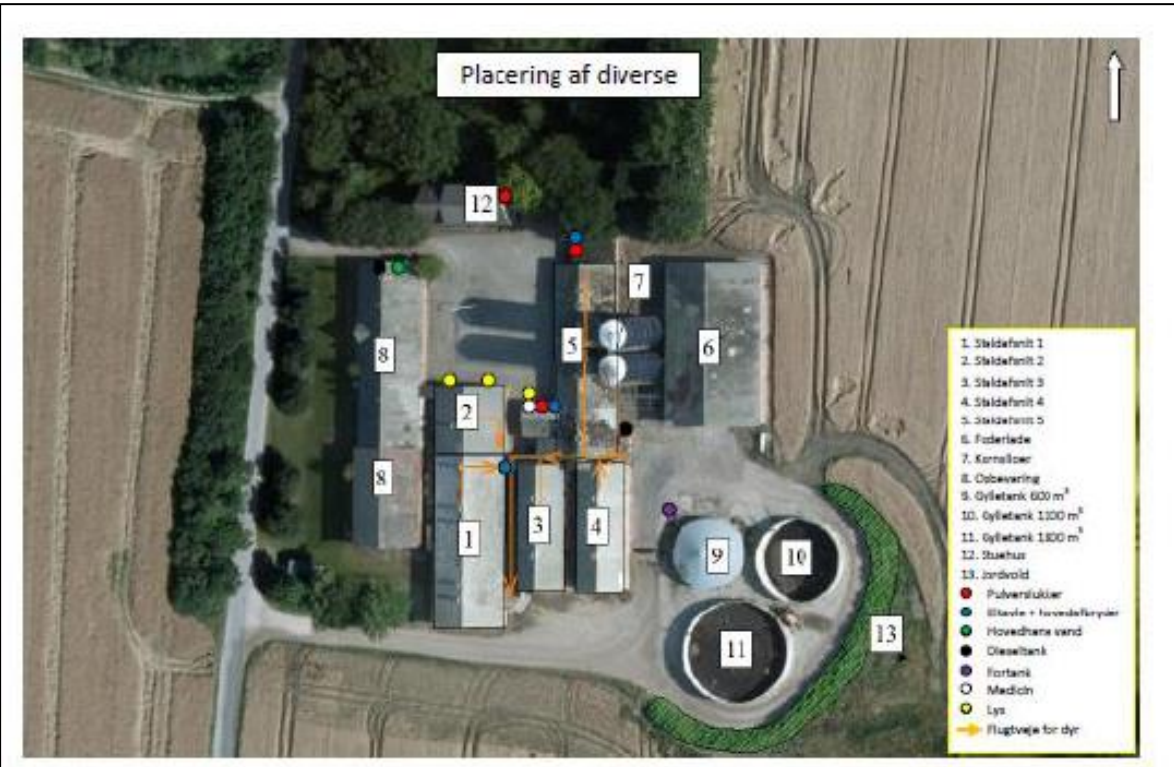 Placering af diverse
12
7
8
5
6
2
8
1
3
4
9
10
11
13
1. Staldafsnit 1
2. Staldafsnit 2
3. Staldafsnit 3
4. Staldafsnit 4
5. Staldafsnit 5
6. Foderlade
7. Kornsiloer
8. Opbevaring
9. Gylletank 600 m³
10. Gylletank 1100 m³
11. Gylletank 1800 m³
12. Stuehus
13. Jordvold
Pulverslukker
Eltavle + hovedafbryder
Hovedhane vand
Dieseltank
Fortank
Medicin
Lys
Flugtveje for dyr